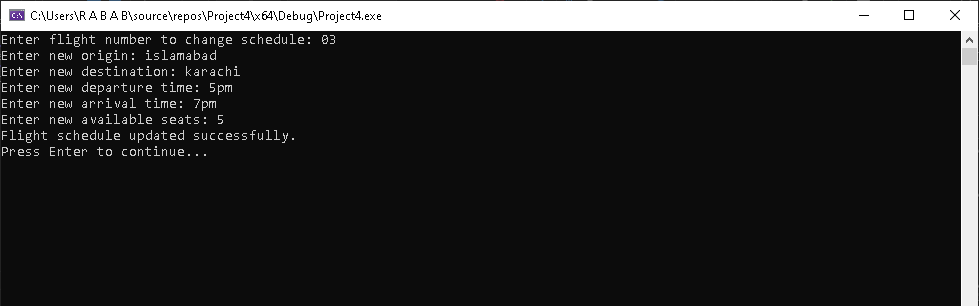 C:\Users\R A B A B\source\repos\Project4\x64\Debug\Project4.exe
Enter flight number to change schedule: 03
Enter new origin: islamabad
Enter new destination: karachi
Enter new departure time: 5pm
Enter new arrival time: 7pm
Enter new available seats: 5
Flight schedule updated successfully.
Press Enter to continue...